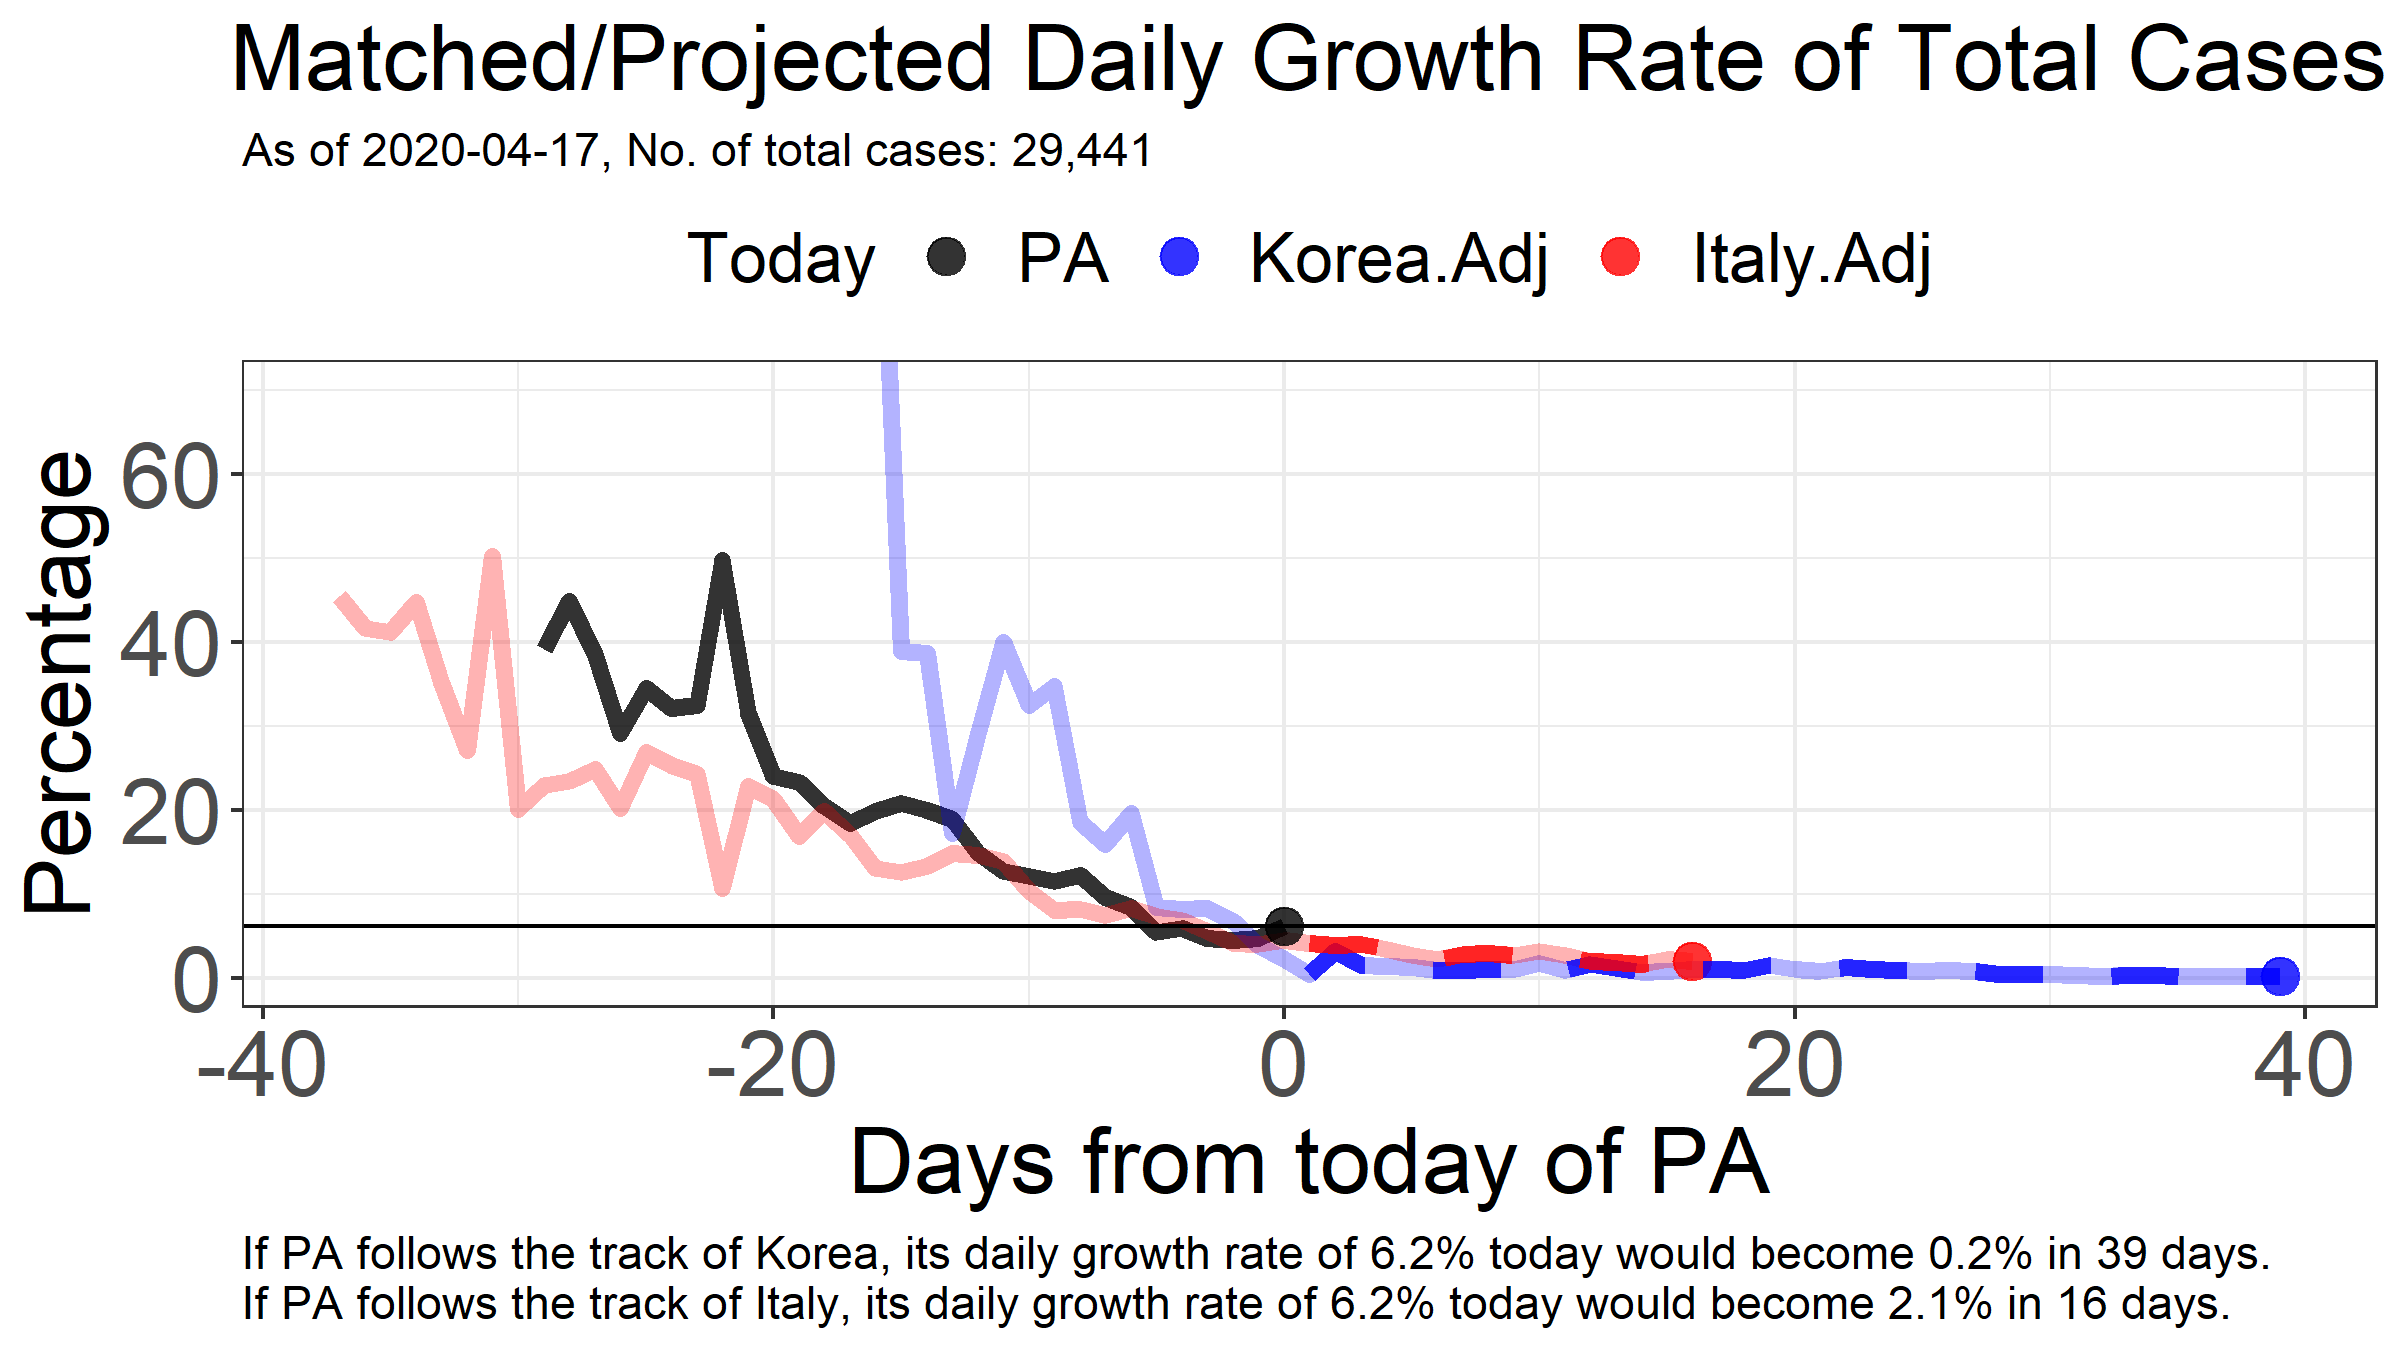 Matched/Projected Daily Growth Rate of Total Cases
As of 2020-04-17, No. of total cases: 29,441
Today PA Korea.Adj Italy.Adj
Percentage
60
40
20
0
-40 -20 0 20 40
Days from today of PA
If PA follows the track of Korea, its daily growth rate of 6.2% today would become 0.2% in 39 days.
If PA follows the track of Italy, its daily growth rate of 6.2% today would become 2.1% in 16 days.